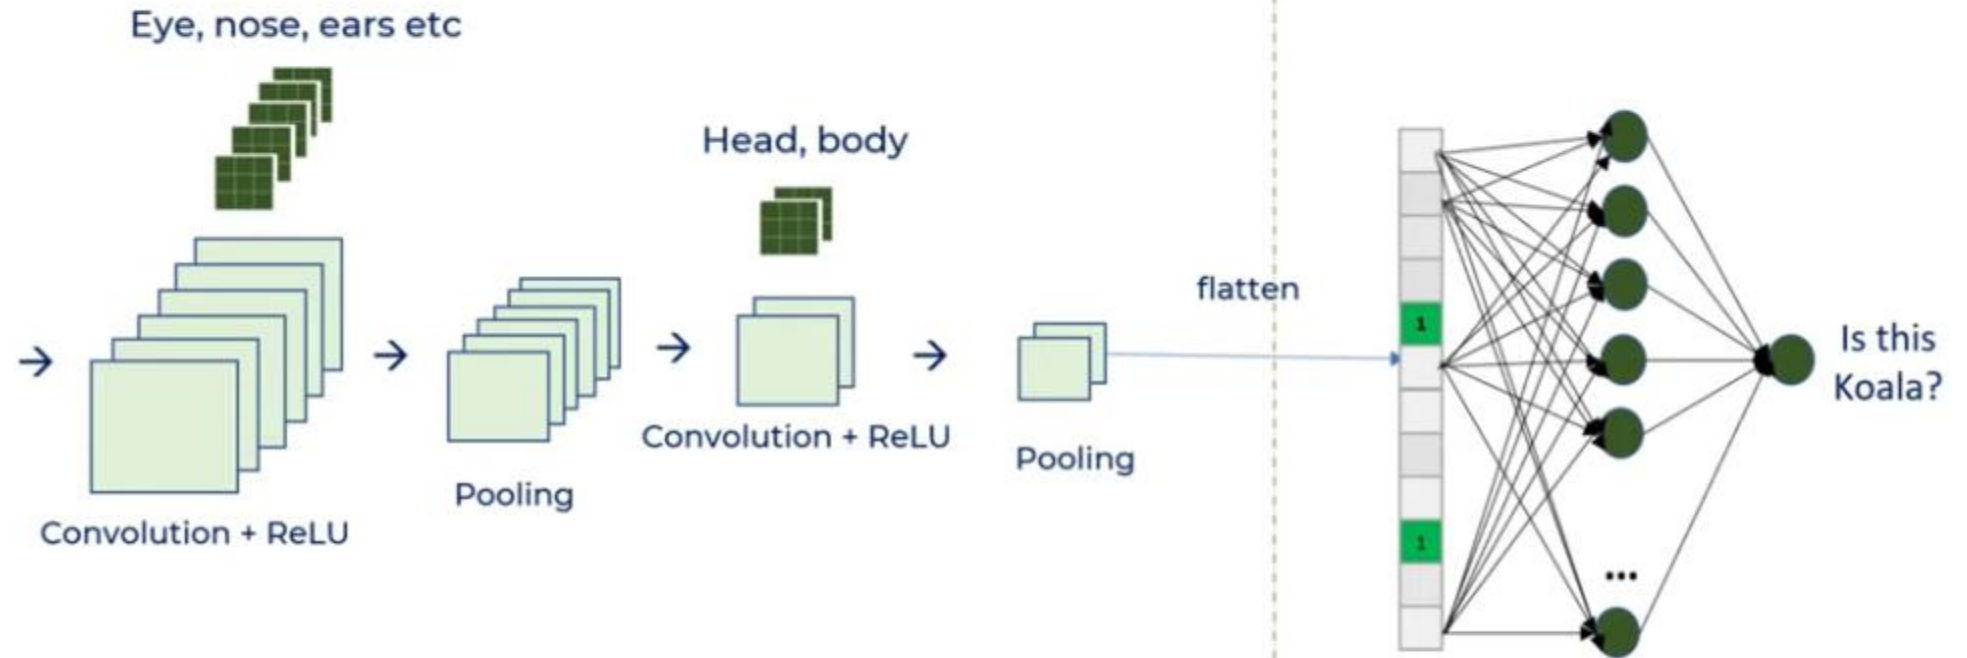 Eye, nose, ears etc
Head, body
flatten
1
Is this
Koala?
Convolution + ReLU
Pooling
Pooling
Convolution + ReLU
1
...